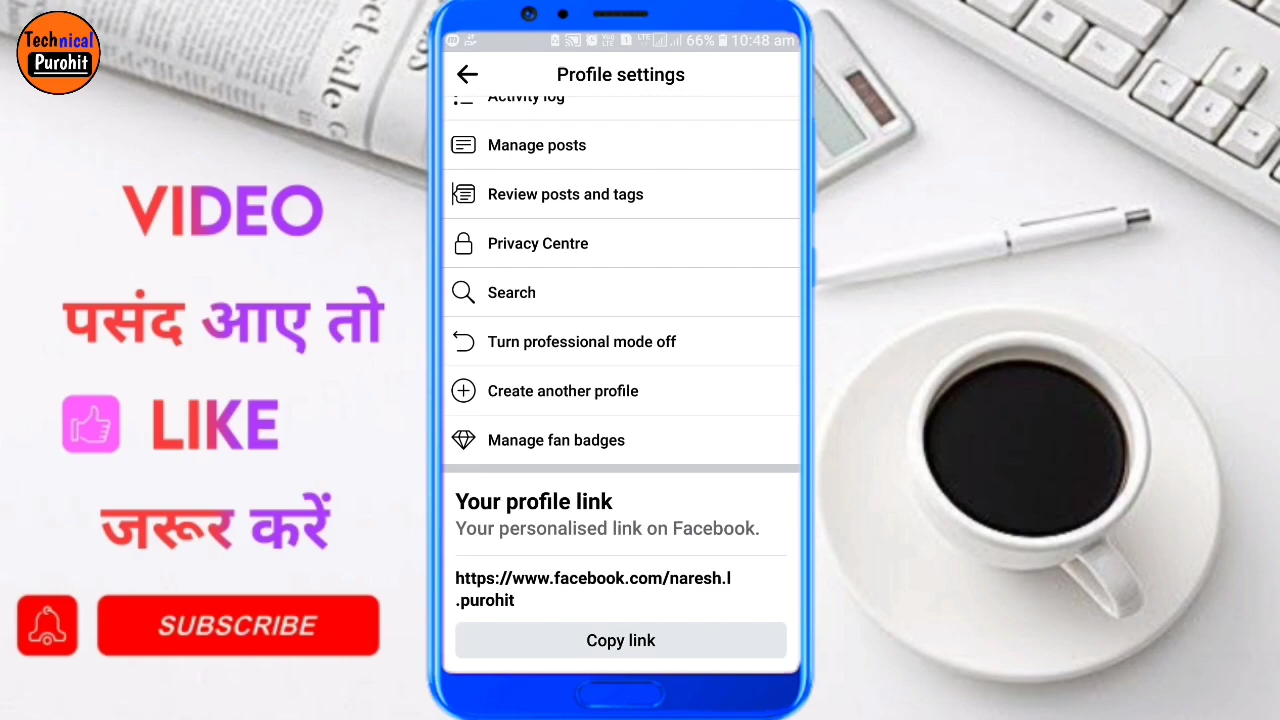 Technical
Purohit
VIDEO
पसंद आए तो
LIKE
जरूर करें
SUBSCRIBE
66% 10:48 am
Profile settings
Activity log
Manage posts
Review posts and tags
Privacy Centre
Search
Turn professional mode off
Create another profile
Manage fan badges
Your profile link
Your personalised link on Facebook.
https://www.facebook.com/naresh.l
.purohit
Copy link